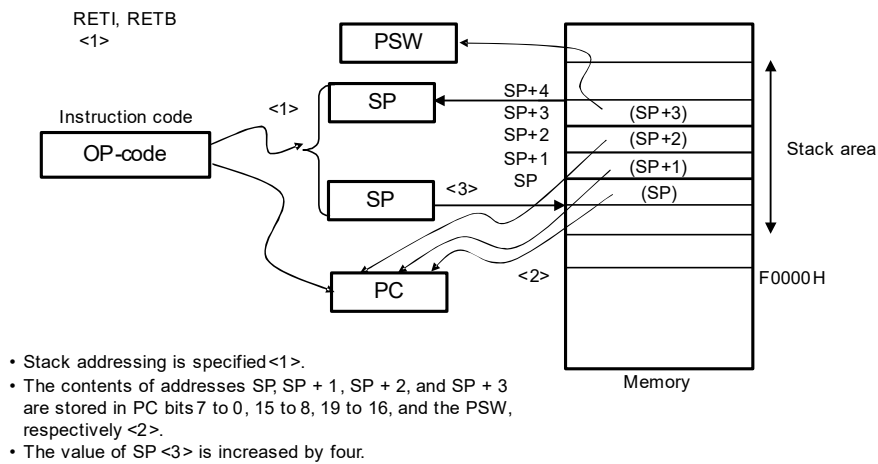 RETI, RETB
<1>
PSW
SP+4
<1>
SP
SP+3
(SP+3)
Instruction code
SP+2
(SP+2)
OP-code
Stack area
SP+1
(SP+1)
SP
SP
<3>
(SP)
PC
<2>
F0000H
Memory
• Stack addressing is specified <1>.
• The contents of addresses SP, SP + 1, SP + 2, and SP + 3
are stored in PC bits 7 to 0, 15 to 8, 19 to 16, and the PSW,
respectively <2>.
• The value of SP <3> is increased by four.